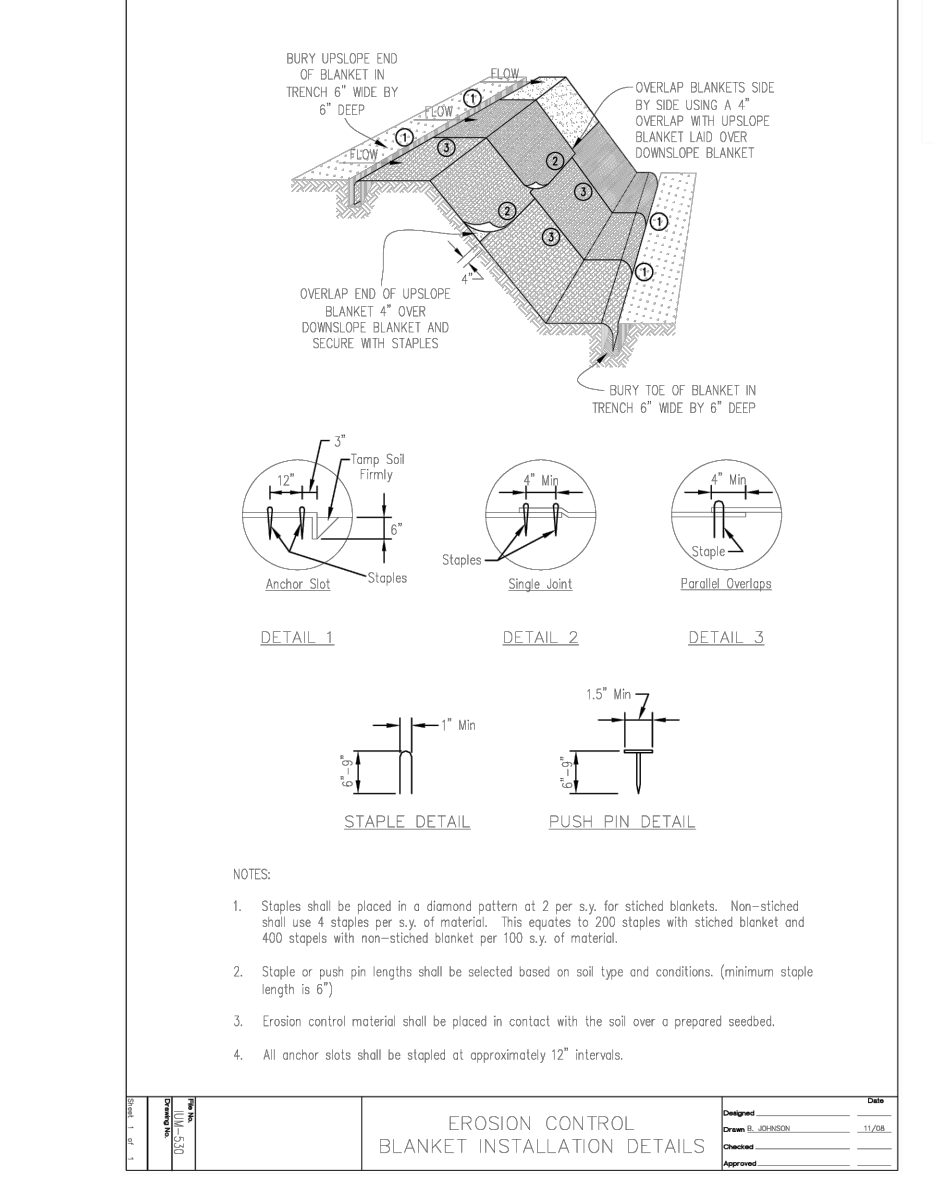 BURY UPSLOPE END
OF BLANKET IN
TRENCH 6" WIDE BY
6" DEEP
FLOW
FLOW
FLOW
1
1
3
2
2
3
3
1
1
OVERLAP BLANKETS SIDE
BY SIDE USING A 4"
OVERLAP WITH UPSLOPE
BLANKET LAID OVER
DOWNSLOPE BLANKET
4"
OVERLAP END OF UPSLOPE
BLANKET 4" OVER
DOWNSLOPE BLANKET AND
SECURE WITH STAPLES
BURY TOE OF BLANKET IN
TRENCH 6" WIDE BY 6" DEEP
3"
Tamp Soil
Firmly
12"
6"
Staples
Anchor Slot
DETAIL 1
4" Min
Staples
Single Joint
DETAIL 2
4" Min
Staple
Parallel Overlaps
DETAIL 3
1" Min
6"-9"
STAPLE DETAIL
1.5" Min
6"-9"
PUSH PIN DETAIL
NOTES:
1. Staples shall be placed in a diamond pattern at 2 per s.y. for stiched blankets. Non-stiched
shall use 4 staples per s.y. of material. This equates to 200 staples with stiched blanket and
400 stapels with non-stiched blanket per 100 s.y. of material.
2. Staple or push pin lengths shall be selected based on soil type and conditions. (minimum staple
length is 6")
3. Erosion control material shall be placed in contact with the soil over a prepared seedbed.
4. All anchor slots shall be stapled at approximately 12" intervals.
Sheet 1 of 1
Drawing No.
IUM-530
File No.
EROSION CONTROL
BLANKET INSTALLATION DETAILS
Date
Designed
Drawn B. JOHNSON 11/08
Checked
Approved